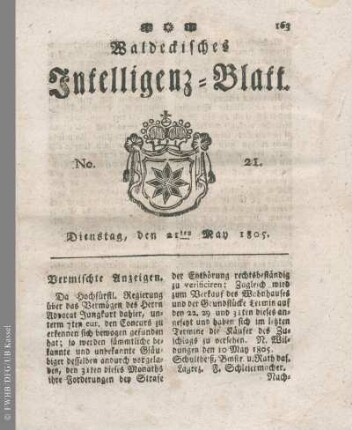 163
Waldeckisches
Intelligenz-Blatt.
No. 21.
Dienstag, den 21ten May 1805.
Vermischte Anzeigen.
Da Hochfürstl. Regierung
über das Vermögen des Herrn
Advocat Jungkurt dahier, un-
term 7ten cur. den Concurs zu
erkennen sich bewogen gefunden
hat; so werden sämmtliche be-
kannte und unbekannte Gläu-
biger desselben andurch vorgela-
den, den 31ten dieses Monaths
ihre Forderungen bey Strafe
der Enthörung rechtsbeständig
zu verificiren; Zugleich wird
zum Verkauf des Wohnhauses
und der Grundstücke Termin auf
den 22, 29 und 31ten dieses an-
gesetzt und haben sich im letzten
Termine die Käufer des Zu-
schlags zu versehen. N. Wil-
dungen den 10 May 1805.
Schultheß, Bmstr u. Rath das.
F. Schleiermacher.
Nach-
© FWHB/DFG/UB Kassel